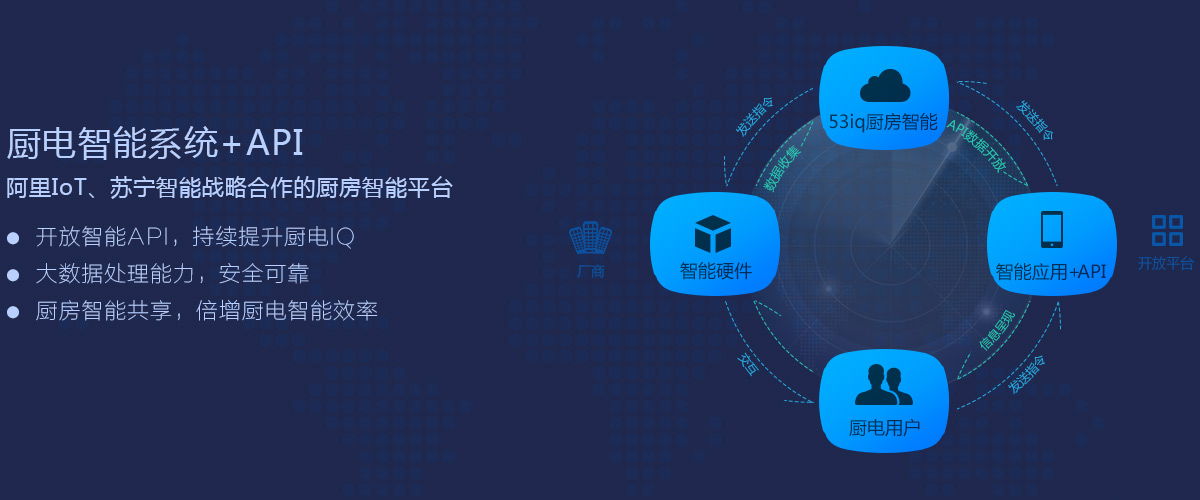 厨电智能系统+API
阿里IoT、苏宁智能战略合作的厨房智能平台
开放智能API，持续提升厨电IQ
大数据处理能力，安全可靠
厨房智能共享，倍增厨电智能效率
53iq厨房智能
发送指令
数据收集
API数据开放
发送指令
厂商
智能硬件
智能应用+API
开放平台
交互
信息呈现
发送指令
厨电用户